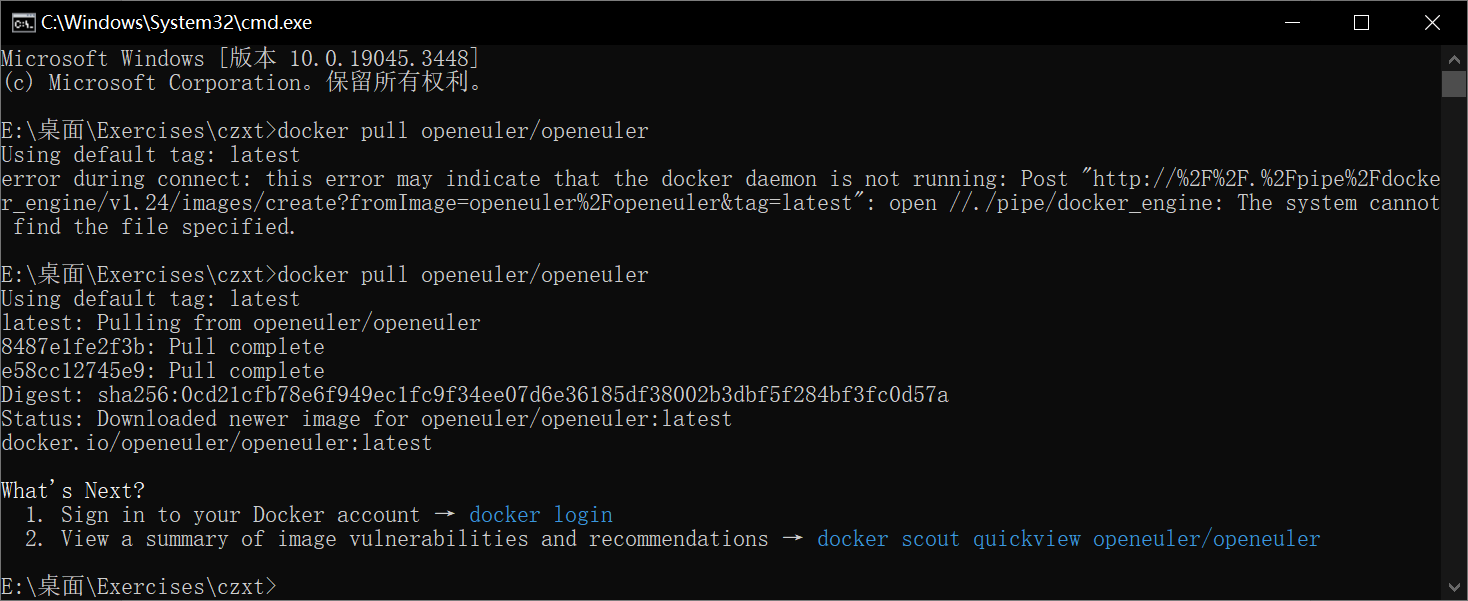 C:\Windows\System32\cmd.exe
Microsoft Windows [版本 10.0.19045.3448]
(c) Microsoft Corporation。保留所有权利。
E:\桌面\Exercises\czxt>docker pull openeuler/openeuler
Using default tag: latest
error during connect: this error may indicate that the docker daemon is not running: Post "http://%2F%2F.%2Fpipe%2Fdocke
r_engine/v1.24/images/create?fromImage=openeuler%2Fopeneuler&tag=latest": open //./pipe/docker_engine: The system cannot
 find the file specified.
E:\桌面\Exercises\czxt>docker pull openeuler/openeuler
Using default tag: latest
latest: Pulling from openeuler/openeuler
8487e1fe2f3b: Pull complete
e58cc12745e9: Pull complete
Digest: sha256:0cd21cfb78e6f949ec1fc9f34ee07d6e36185df38002b3dbf5f284bf3fc0d57a
Status: Downloaded newer image for openeuler/openeuler:latest
docker.io/openeuler/openeuler:latest
What's Next?
  1. Sign in to your Docker account → docker login
  2. View a summary of image vulnerabilities and recommendations → docker scout quickview openeuler/openeuler
E:\桌面\Exercises\czxt>